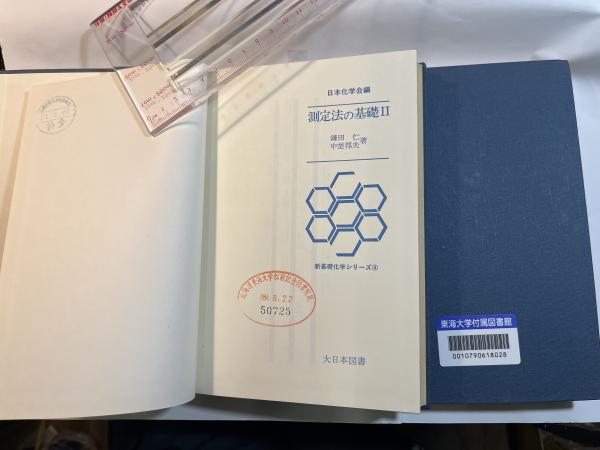 日本化学会編
測定法の基礎II
鎌田 仁
中埜邦夫 著
新基礎化学シリーズ⑧
50725
大日本図書
東海大学付属図書館
0010790618028